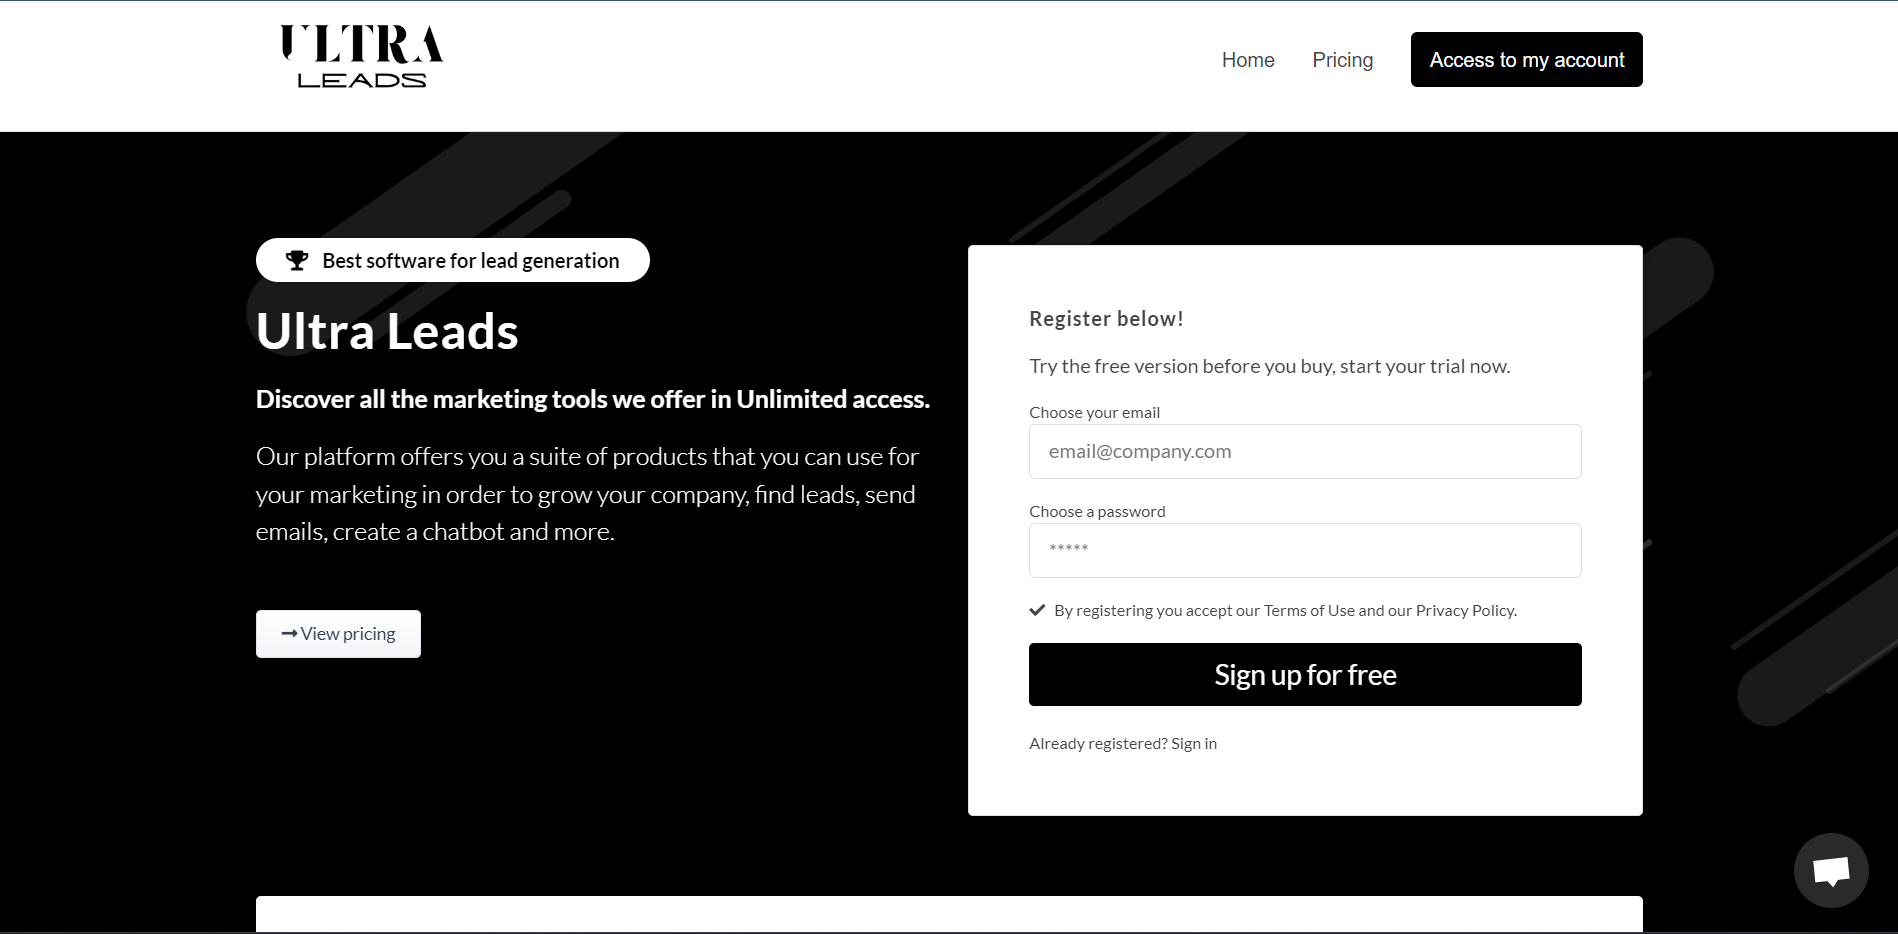 ULTRA
LEADS
Home
Pricing
Access to my account
Best software for lead generation
Ultra Leads
Discover all the marketing tools we offer in Unlimited access.
Our platform offers you a suite of products that you can use for
your marketing in order to grow your company, find leads, send
emails, create a chatbot and more.
View pricing
Register below!
Try the free version before you buy, start your trial now.
Choose your email
email@company.com
Choose a password
*****
By registering you accept our Terms of Use and our Privacy Policy.
Sign up for free
Already registered? Sign in